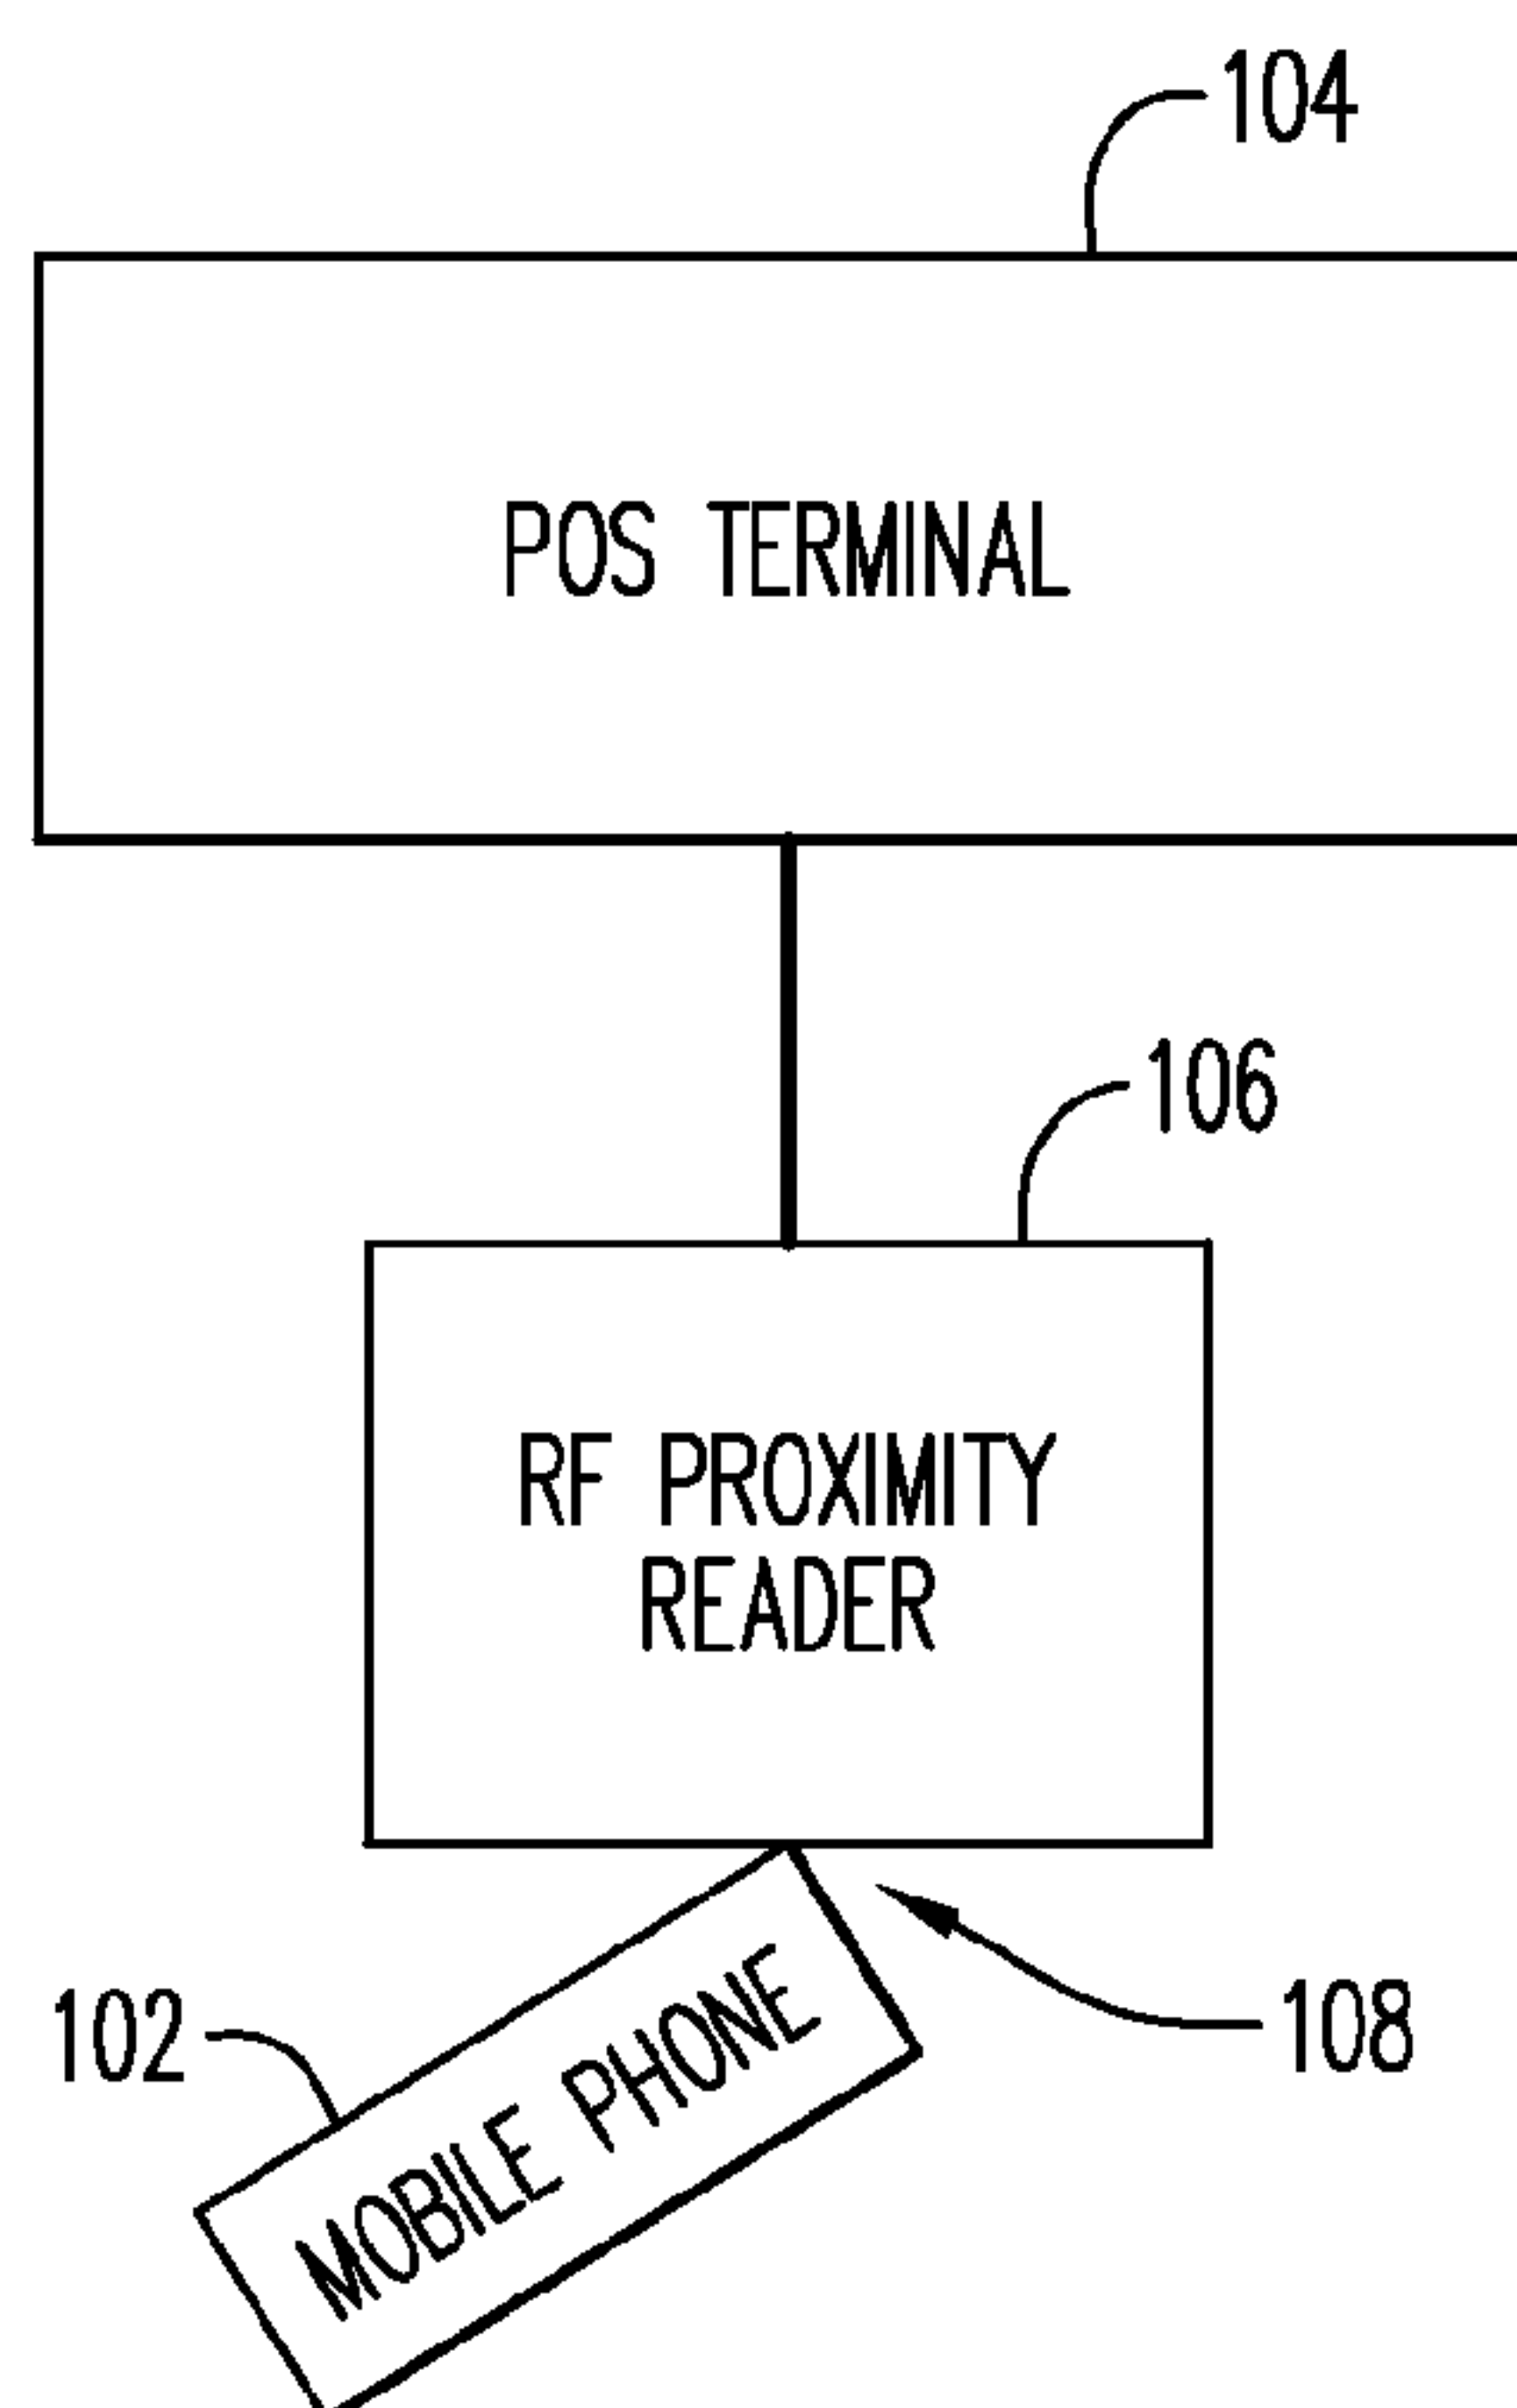 104
POS TERMINAL
106
RF PROXIMITY
READER
102
MOBILE PHONE
108